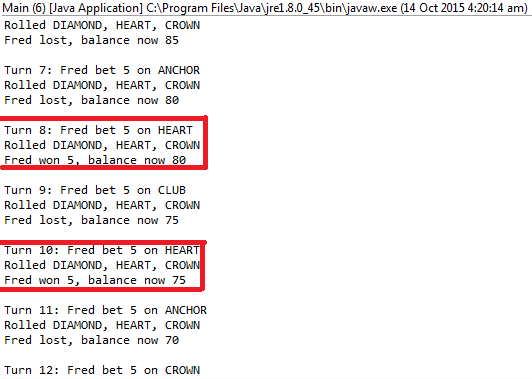 Main (6) [Java Application] C:\Program Files\Java\jre1.8.0_45\bin\javaw.exe (14 Oct 2015 4:20:14 am)
Rolled DIAMOND, HEART, CROWN
Fred lost, balance now 85
Turn 7: Fred bet 5 on ANCHOR
Rolled DIAMOND, HEART, CROWN
Fred lost, balance now 80
Turn 8: Fred bet 5 on HEART
Rolled DIAMOND, HEART, CROWN
Fred won 5, balance now 80
Turn 9: Fred bet 5 on CLUB
Rolled DIAMOND, HEART, CROWN
Fred lost, balance now 75
Turn 10: Fred bet 5 on HEART
Rolled DIAMOND, HEART, CROWN
Fred won 5, balance now 75
Turn 11: Fred bet 5 on ANCHOR
Rolled DIAMOND, HEART, CROWN
Fred lost, balance now 70
Turn 12: Fred bet 5 on CROWN